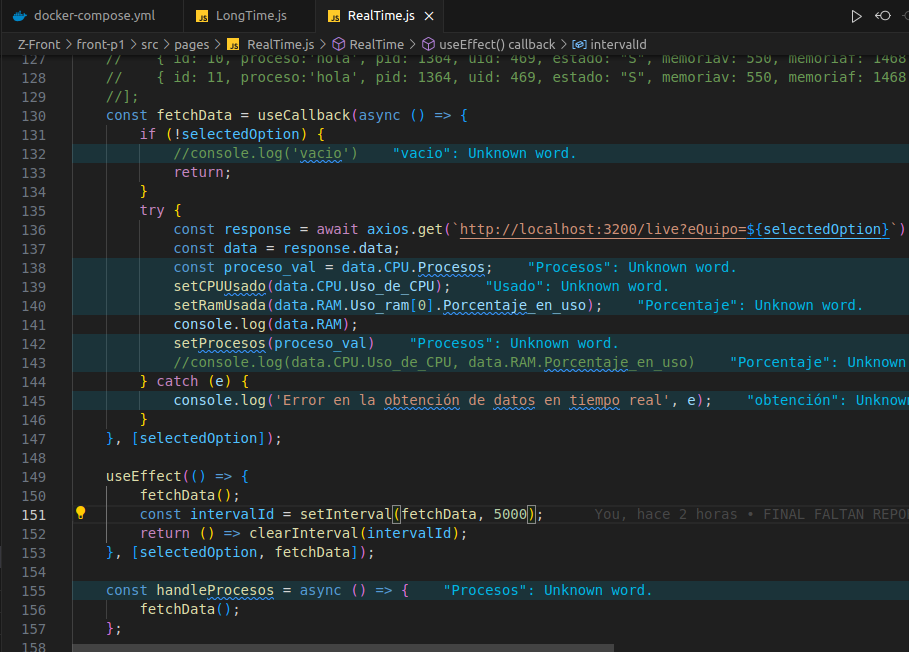 docker-compose.yml LongTime.js RealTime.js
Z-Front > front-p1 > src > pages > RealTime.js > RealTime > useEffect() callback > intervalId
127 // { id: 10, proceso:'hola', pid: 1364, uid: 469, estado: "S", memoriav: 550, memoriaf: 1468
128 // { id: 11, proceso:'hola', pid: 1364, uid: 469, estado: "S", memoriav: 550, memoriaf: 1468
129 //];
130 const fetchData = useCallback(async () => {
131 if (!selectedOption) {
132 //console.log('vacio') "vacio": Unknown word.
133 return;
134 }
135 try {
136 const response = await axios.get(`http://localhost:3200/live?eQuipo=${selectedOption}`)
137 const data = response.data;
138 const proceso_val = data.CPU.Procesos; "Procesos": Unknown word.
139 setCPUUsado(data.CPU.Uso_de_CPU); "Usado": Unknown word.
140 setRamUsada(data.RAM.Uso_ram[0].Porcentaje_en_uso); "Porcentaje": Unknown word.
141 console.log(data.RAM);
142 setProcesos(proceso_val) "Procesos": Unknown word.
143 //console.log(data.CPU.Uso_de_CPU, data.RAM.Porcentaje_en_uso) "Porcentaje": Unknown
144 } catch (e) {
145 console.log('Error en la obtención de datos en tiempo real', e); "obtención": Unknow
146 }
147 }, [selectedOption]);
148
149 useEffect(() => {
150 fetchData();
151 const intervalId = setInterval(fetchData, 5000); You, hace 2 horas • FINAL FALTAN REPO
152 return () => clearInterval(intervalId);
153 }, [selectedOption, fetchData]);
154
155 const handleProcesos = async () => { "Procesos": Unknown word.
156 fetchData();
157 };
158